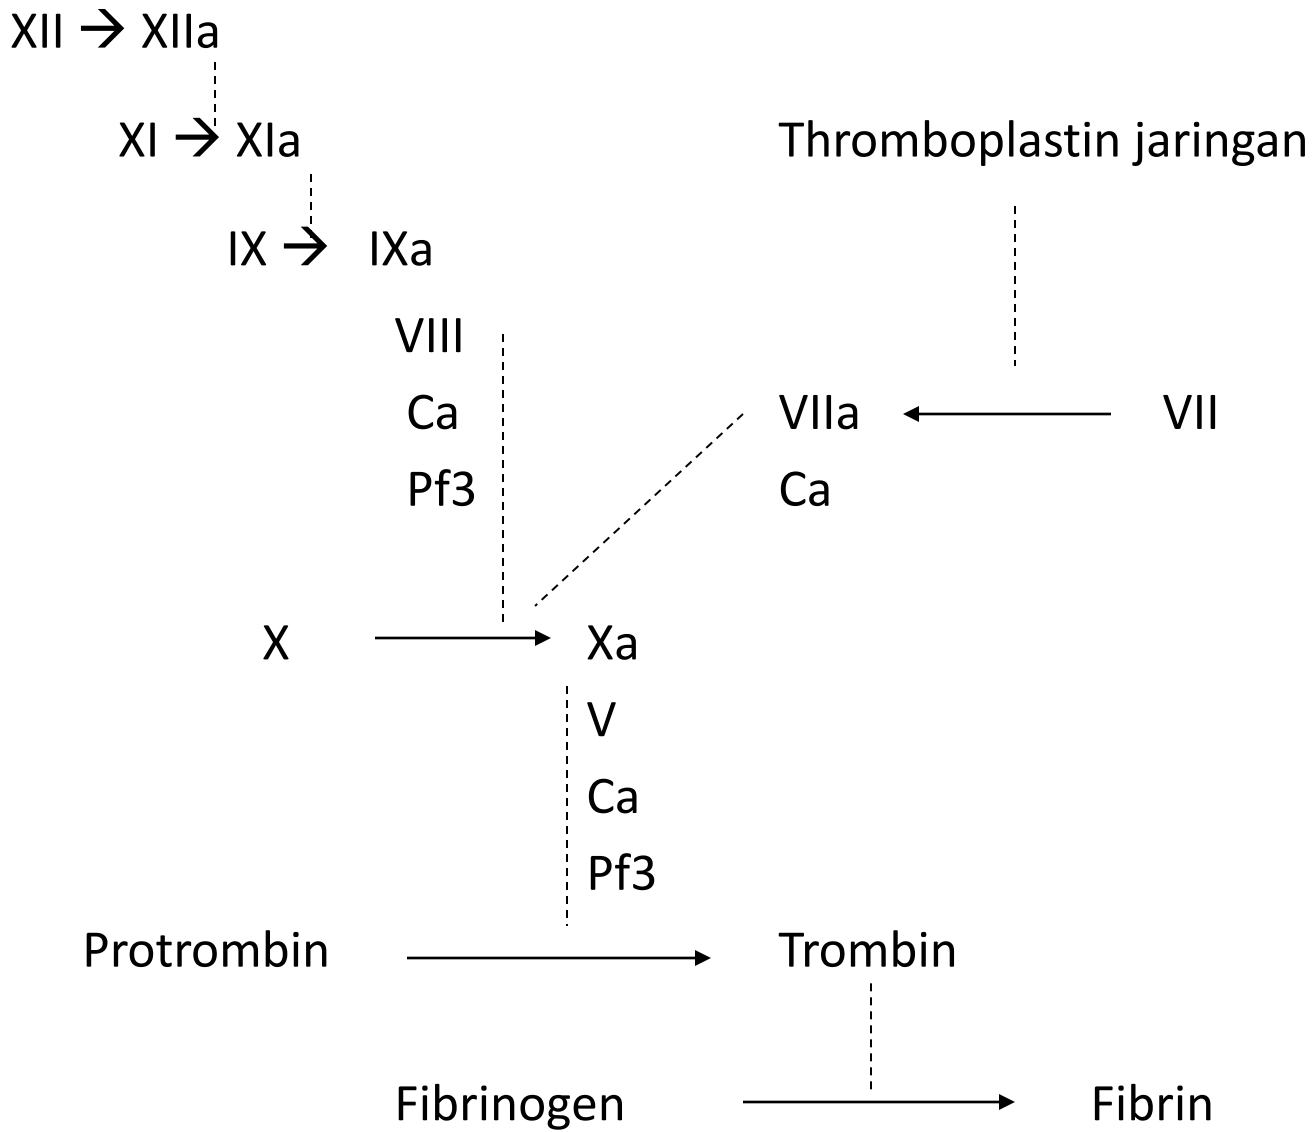 XII → XIIa
XI → XIa
Thromboplastin jaringan
IX → IXa
VIII
Ca
Pf3
VIIa
VII
Ca
X
Xa
V
Ca
Pf3
Protrombin
Trombin
Fibrinogen
Fibrin